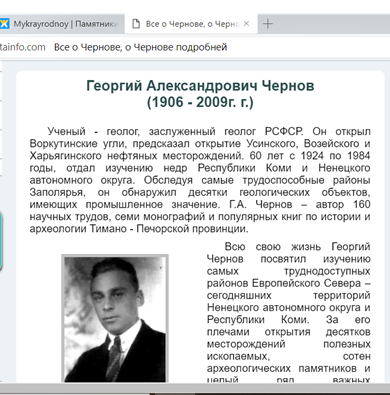 Mykrayrodnoy | Памятники
Все о Чернове, о Чернов
tainfo.com Все о Чернове, о Чернове подробней
Георгий Александрович Чернов
(1906 - 2009г. г.)
Ученый - геолог, заслуженный геолог РСФСР. Он открыл
Воркутинские угли, предсказал открытие Усинского, Возейского и
Харьягинского нефтяных месторождений. 60 лет с 1924 по 1984
годы, отдал изучению недр Республики Коми и Ненецкого
автономного округа. Обследуя самые трудоспособные районы
Заполярья, он обнаружил десятки геологических объектов,
имеющих промышленное значение. Г.А. Чернов – автор 160
научных трудов, семи монографий и популярных книг по истории и
археологии Тимано - Печорской провинции.
Всю свою жизнь Георгий
Чернов посвятил изучению
самых труднодоступных
районов Европейского Севера –
сегодняшних территорий
Ненецкого автономного округа и
Республики Коми. За его
плечами открытия десятков
месторождений полезных
ископаемых, сотен
археологических памятников и
целый ряд важных